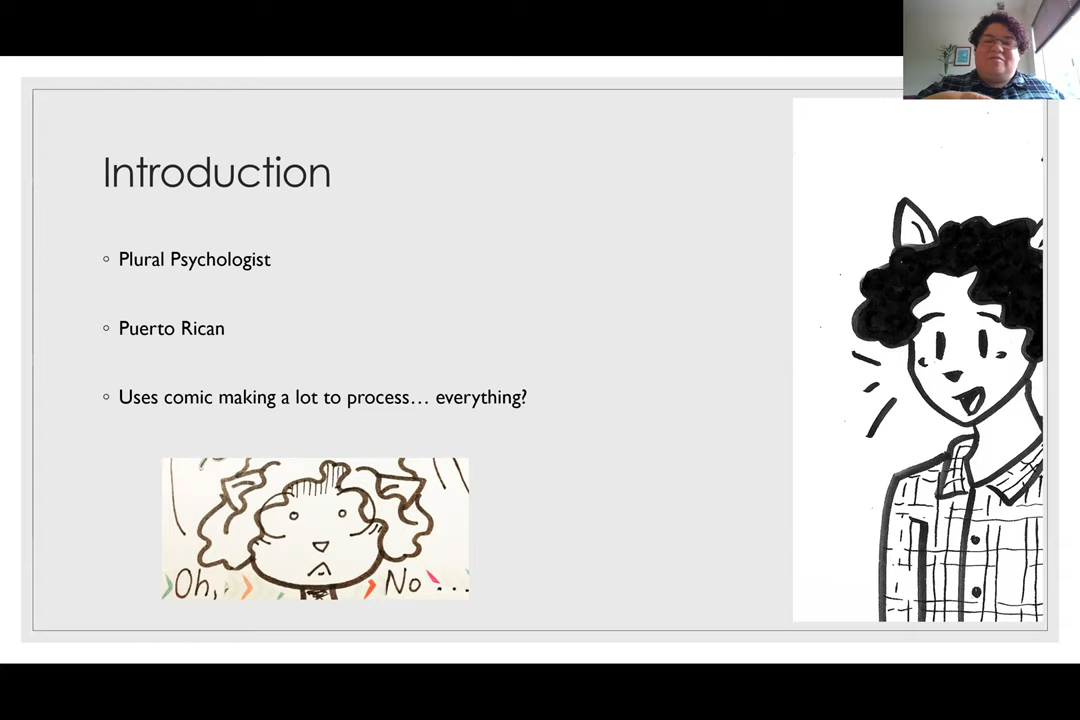 Introduction
Plural Psychologist
Puerto Rican
Uses comic making a lot to process… everything?
Oh, No...